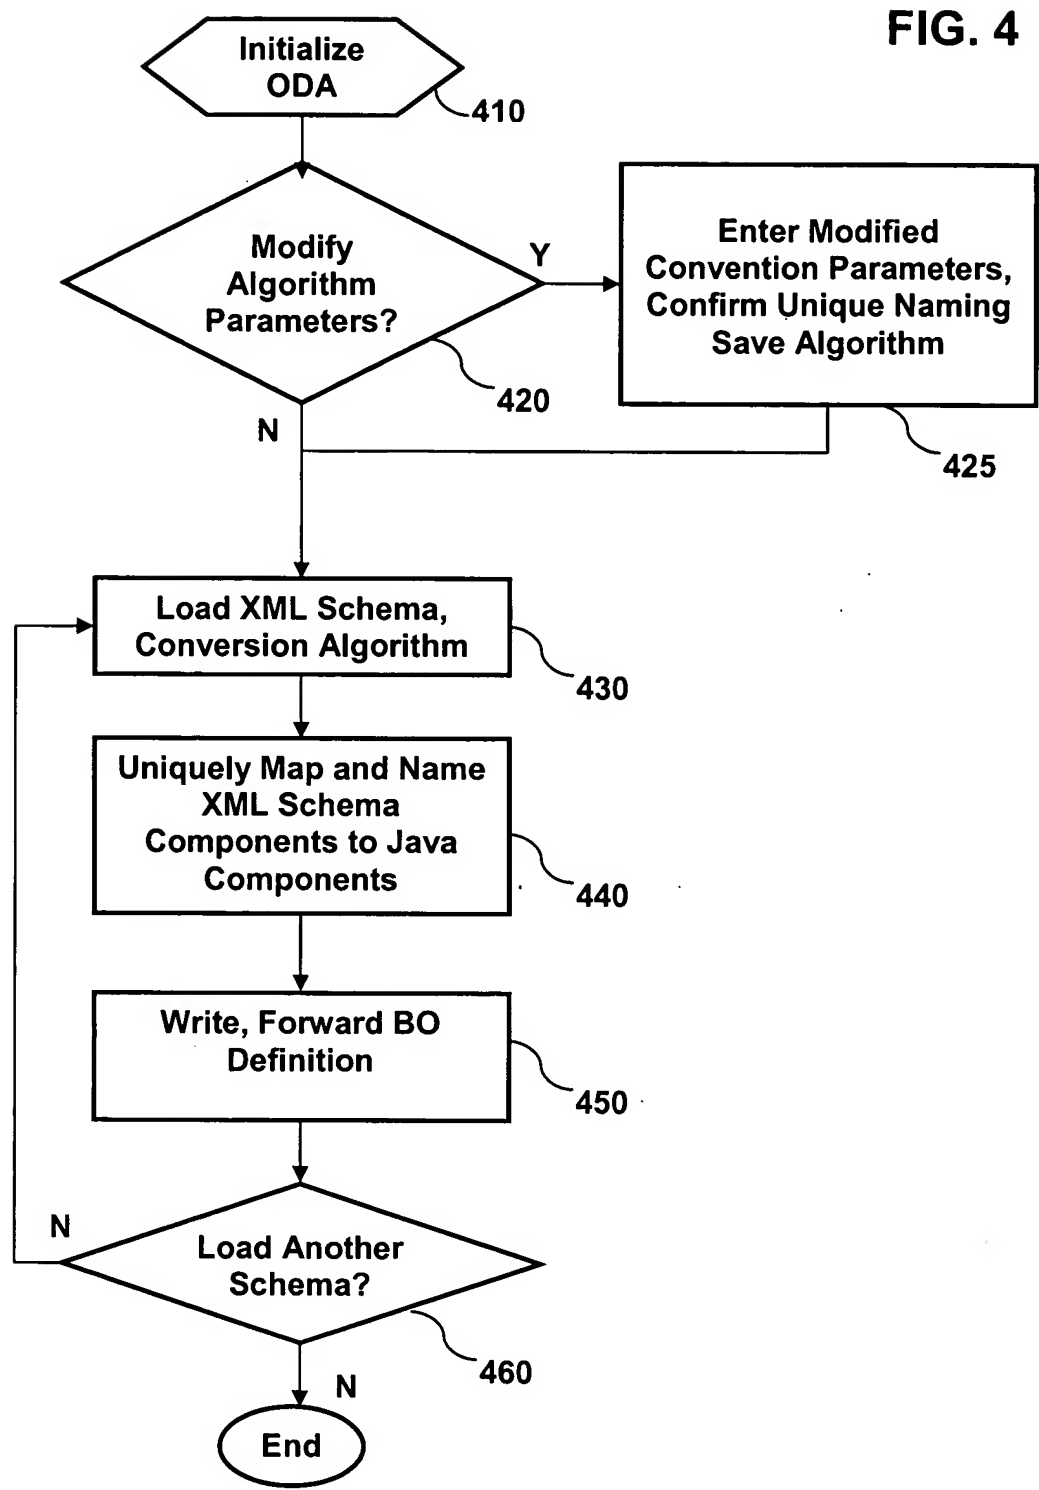 FIG. 4
Initialize
ODA
410
Modify
Algorithm
Parameters?
Y
420
N
Enter Modified
Convention Parameters,
Confirm Unique Naming
Save Algorithm
425
Load XML Schema,
Conversion Algorithm
430
Uniquely Map and Name
XML Schema
Components to Java
Components
440
Write, Forward BO
Definition
450
N
Load Another
Schema?
460
N
End